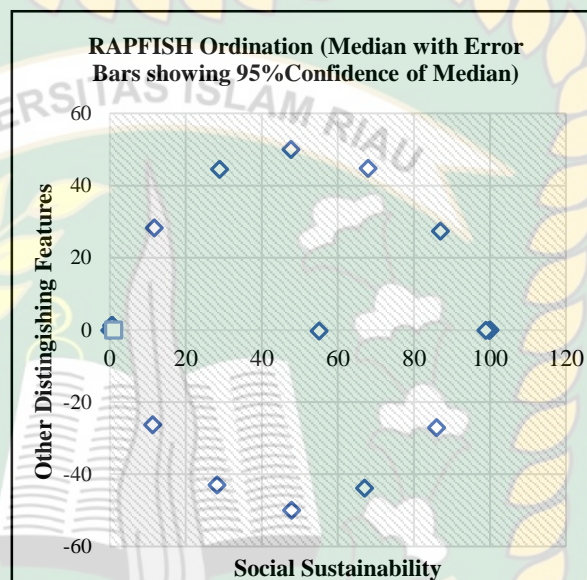 RAPFISH Ordination (Median with Error
Bars showing 95%Confidence of Median)
ERSITAS ISLAM RIAU
60
40
20
0
-20
-40
-60
0 20 40 60 80 100 120
Other Distingishing Features
Social Sustainability